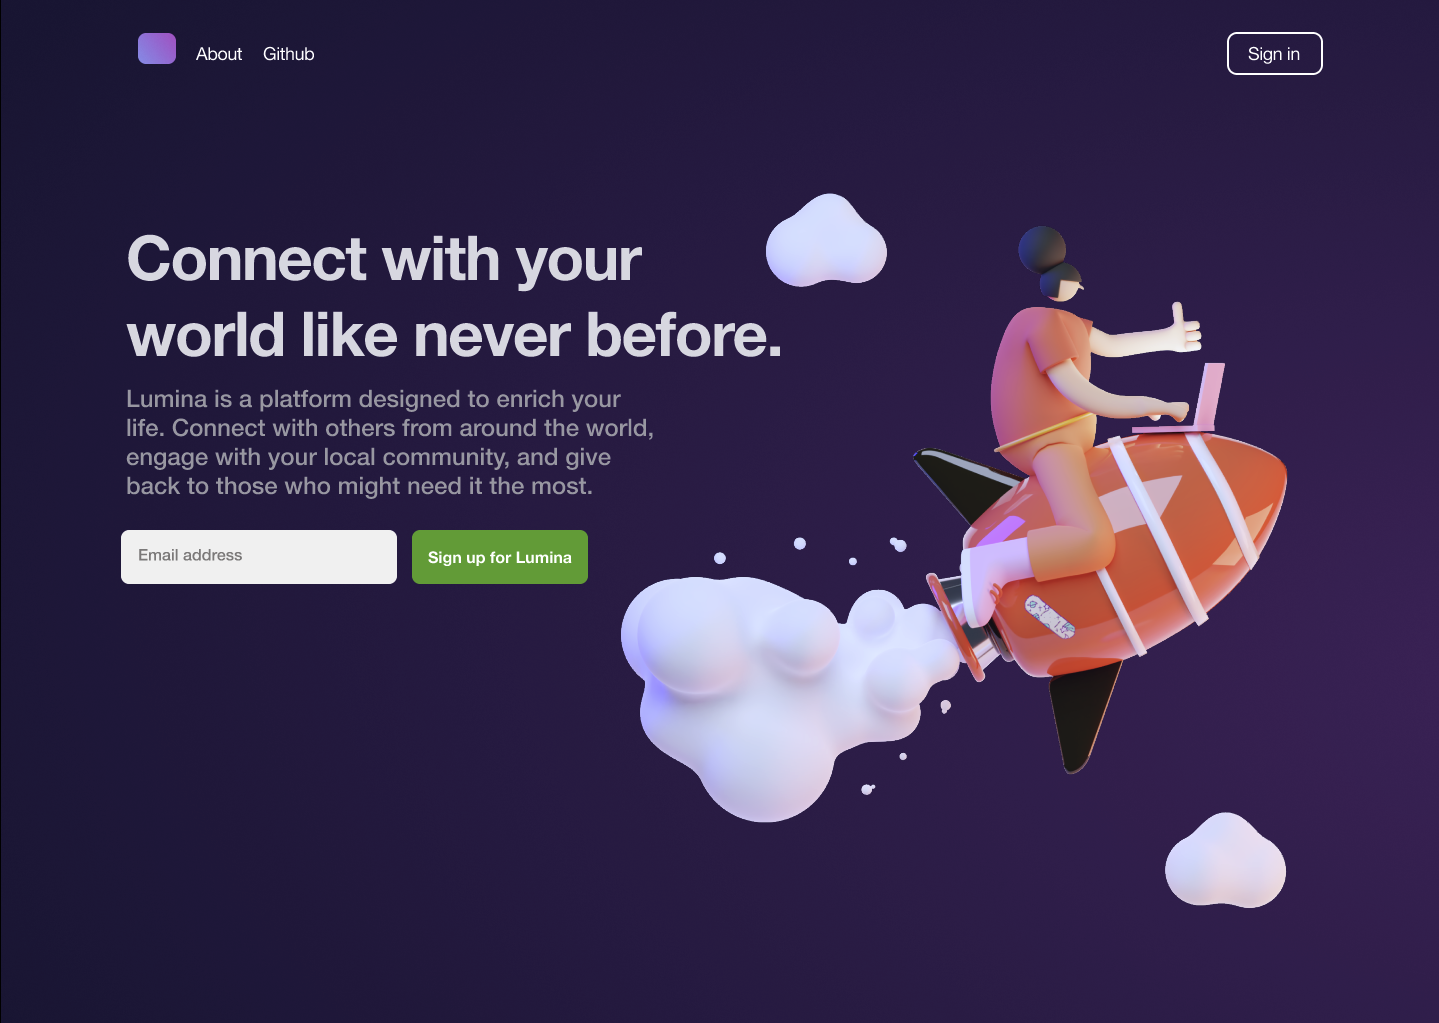 About
Github
Sign in
Connect with your
world like never before.
Lumina is a platform designed to enrich your
life. Connect with others from around the world,
engage with your local community, and give
back to those who might need it the most.
Email address
Sign up for Lumina